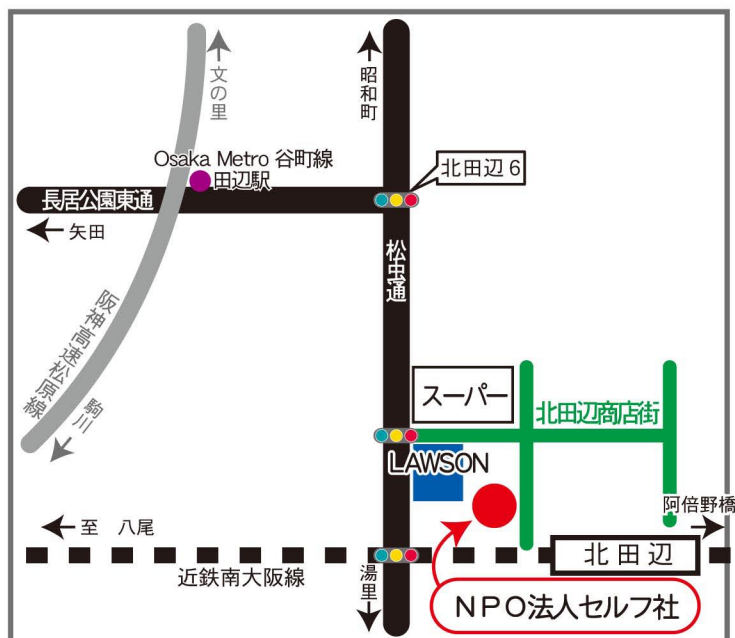 文の里
昭和町
Osaka Metro 谷町線
田辺駅
北田辺6
長居公園東通
矢田
松虫通
阪神高速松原線
駒川
スーパー
北田辺商店街
LAWSON
阿倍野橋
至 八尾
北田辺
近鉄南大阪線
湯里
NPO法人セルフ社